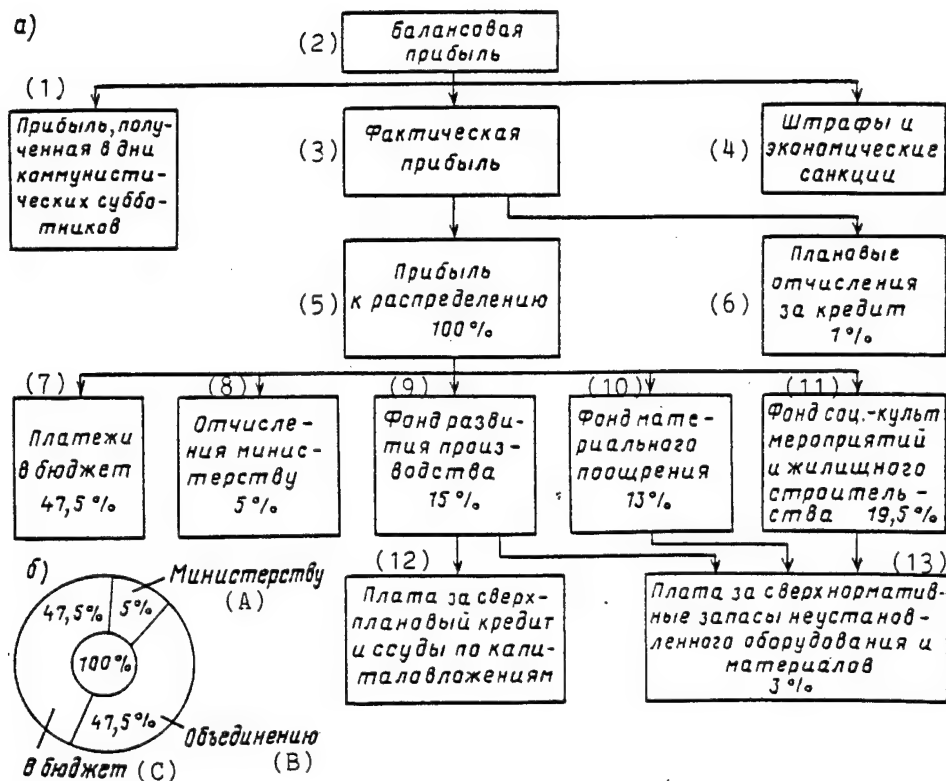 а)
(2)
Балансовая
прибыль
(1)
Прибыль, полу-
ченная в дни
коммунисти-
ческих суббот-
ников
(3)
Фактическая
прибыль
(4)
Штрафы и
экономические
санкции
(5)
Прибыль
к распределению
100%
(6)
Плановые
отчисления
за кредит
1%
(7)
Платежи
в бюджет
47,5%
(8)
Отчисле-
ния минис-
терству
5%
(9)
Фонд разви-
тия произ-
водства
15%
(10)
Фонд мате-
риального
поощрения
13%
(11)
Фонд соц.-культ
мероприятий
и жилищного
строитель-
ства 19,5%
(12)
Плата за сверх-
плановый кредит
и ссуды по капи-
таловложениям
(13)
Плата за сверхнорматив-
ные запасы неустанов-
ленного оборудования и
материалов
3%
б)
Министерству
(A)
47,5%
5%
100%
47,5%
Объединению
(B)
в бюджет (C)